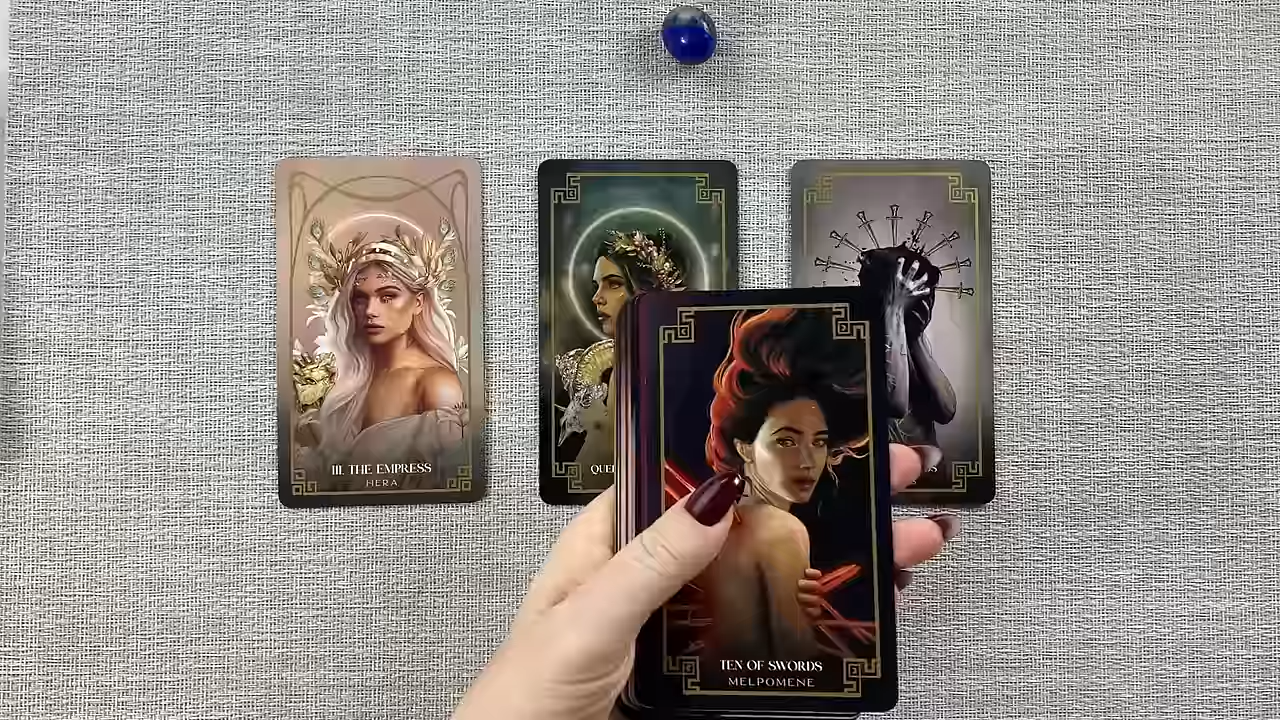 III. THE EMPRESS
HERA
TEN OF SWORDS
MELPOMENE